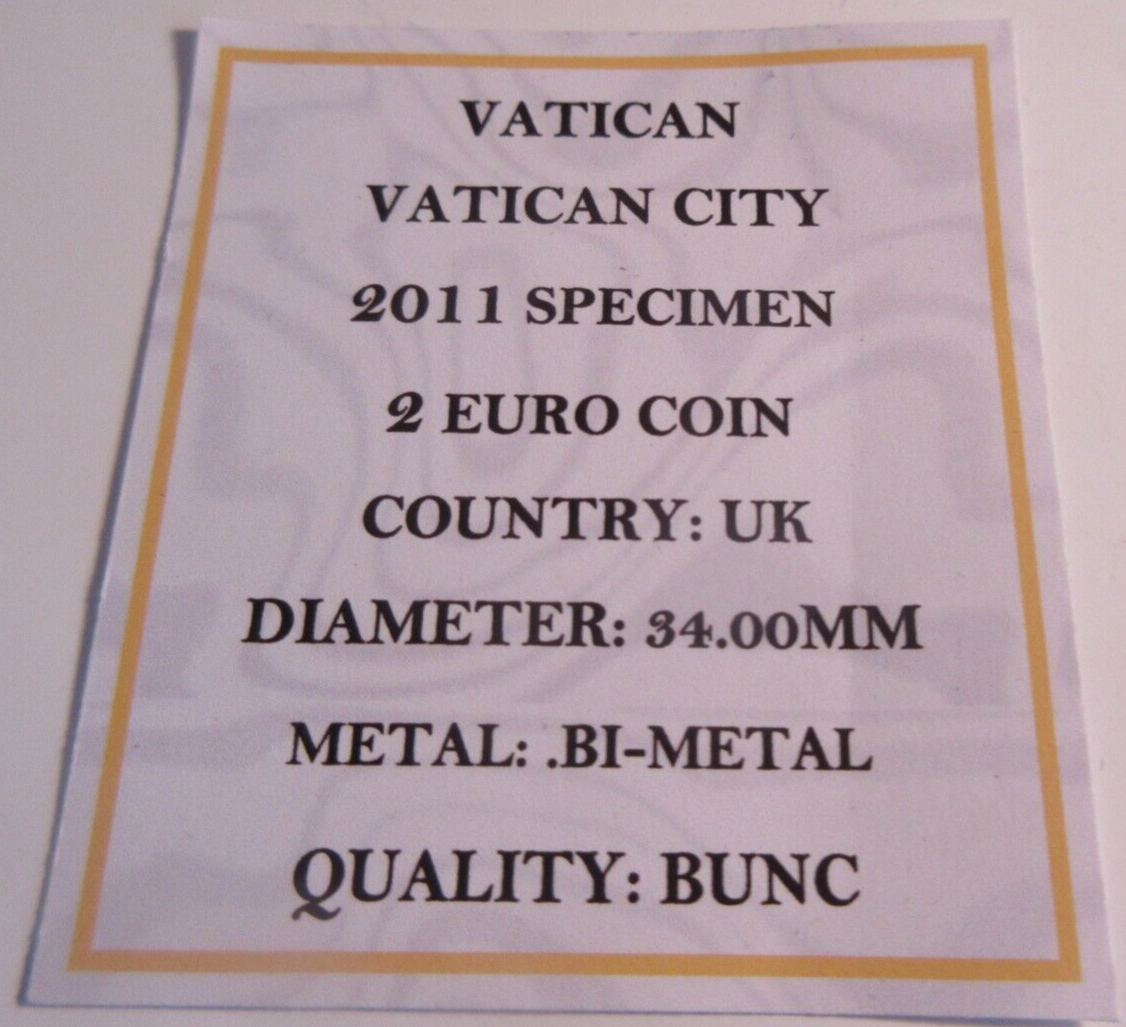 VATICAN
VATICAN CITY
2011 SPECIMEN
2 EURO COIN
COUNTRY: UK
DIAMETER: 34.00MM
METAL: .BI-METAL
QUALITY: BUNC